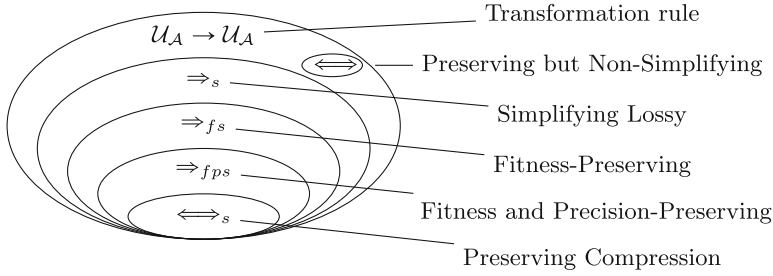 Transformation rule
𝒰_𝒜 → 𝒰_𝒜
⟺
Preserving but Non-Simplifying
⇒_s
Simplifying Lossy
⇒_fs
Fitness-Preserving
⇒_fps
Fitness and Precision-Preserving
⟺_s
Preserving Compression